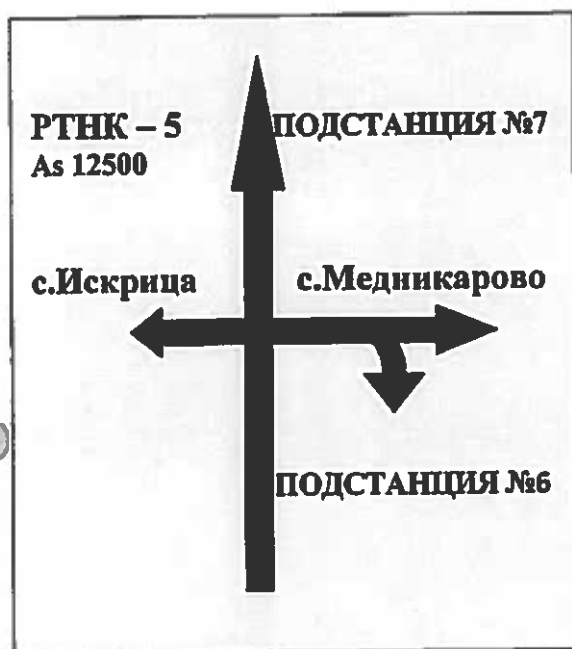 РТНК – 5
As 12500
ПОДСТАНЦИЯ №7
с.Искрица
с.Медникарово
ПОДСТАНЦИЯ №6